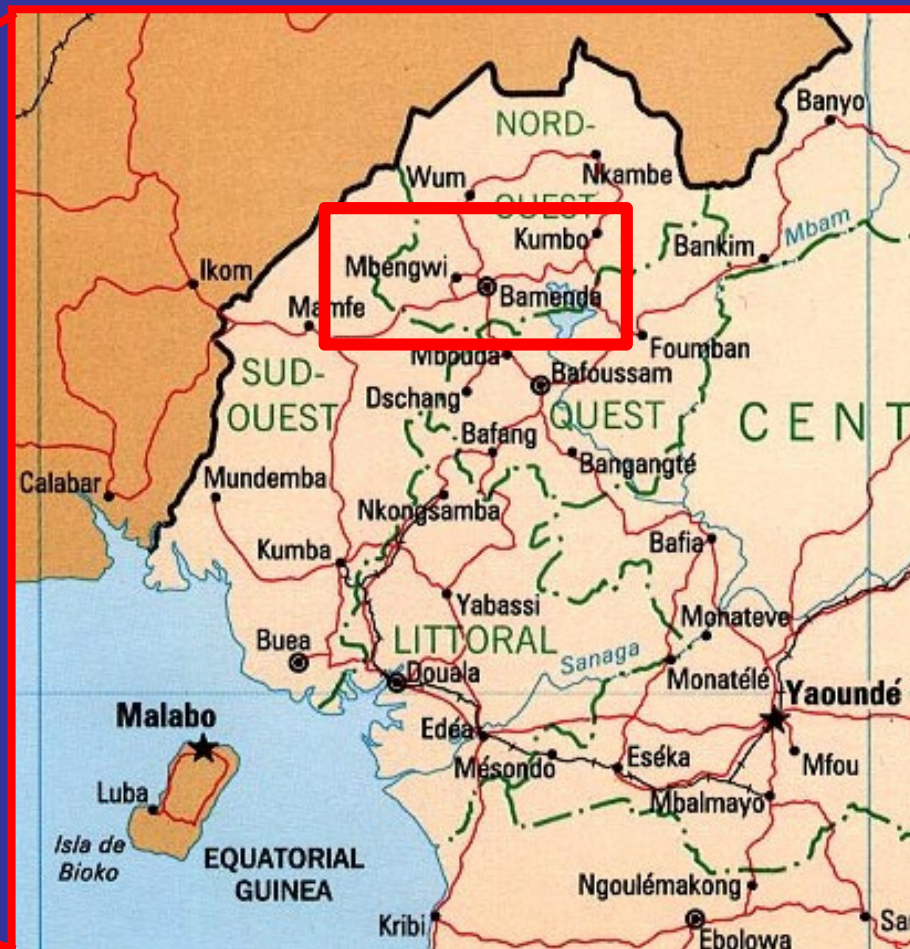 Banyo
NORD-
Wum
Nkambe
OUEST
Kumbo
Mbam
Bankim
Ikom
Mbengwi
Bamenda
Mamfe
Foumban
Mbouda
SUD-
OUEST
Bafoussam
Dschang
OUEST
CENT
Bafang
Bangangté
Calabar
Mundemba
Nkongsamba
Kumba
Bafia
Yabassi
Monateve
Buea
LITTORAL
Sanaga
Douala
Monatélé
Yaoundé
Malabo
Edéa
Mésondo
Eséka
Mfou
Luba
Mbalmayo
Isla de
Bioko
EQUATORIAL
GUINEA
Ngoulémakong
Kribi
Ebolowa
Sa